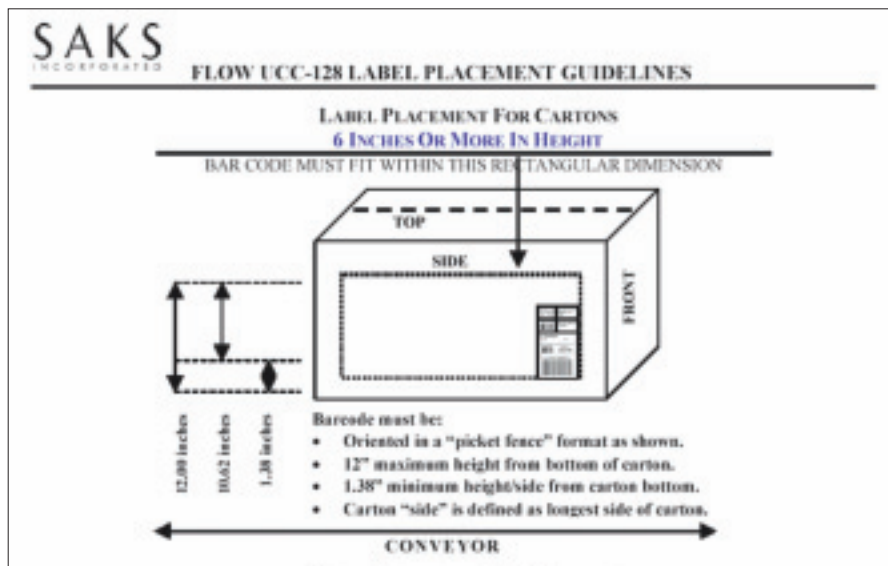 SAKS
INCORPORATED
FLOW UCC-128 LABEL PLACEMENT GUIDELINES
LABEL PLACEMENT FOR CARTONS
6 INCHES OR MORE IN HEIGHT
BAR CODE MUST FIT WITHIN THIS RECTANGULAR DIMENSION
TOP
SIDE
FRONT
12.00 inches
10.62 inches
1.38 inches
Barcode must be:
• Oriented in a “picket fence” format as shown.
• 12” maximum height from bottom of carton.
• 1.38” minimum height/side from carton bottom.
• Carton “side” is defined as longest side of carton.
CONVEYOR